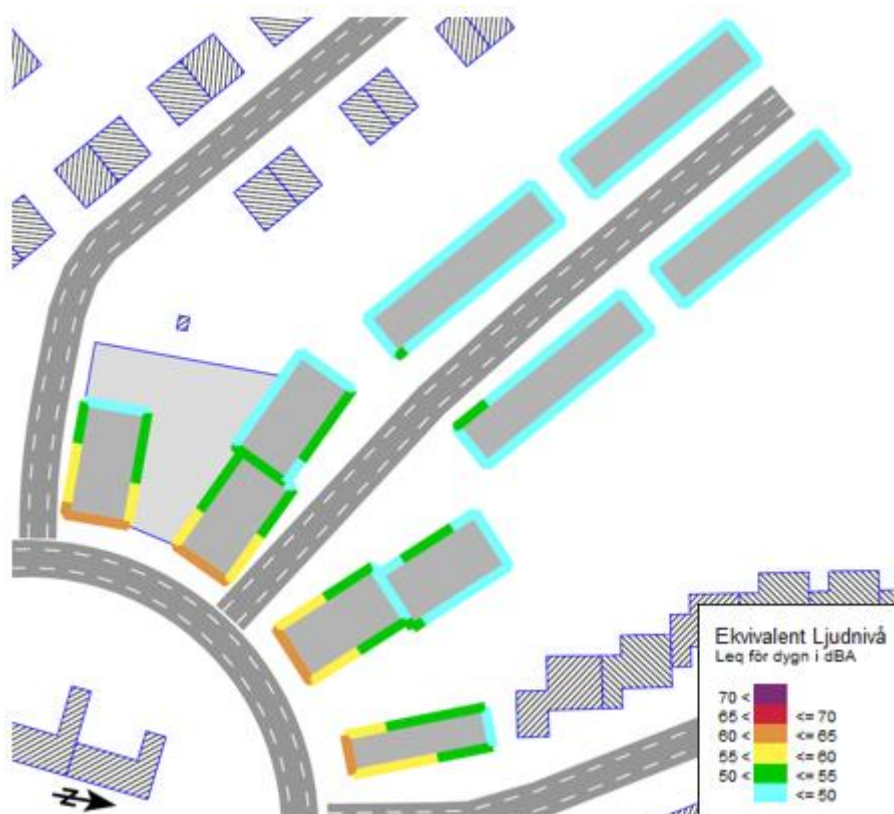 Ekvivalent Ljudnivå
Leq för dygn i dBA
70 <
65 < <= 70
60 < <= 65
55 < <= 60
50 < <= 55
<= 50
Z